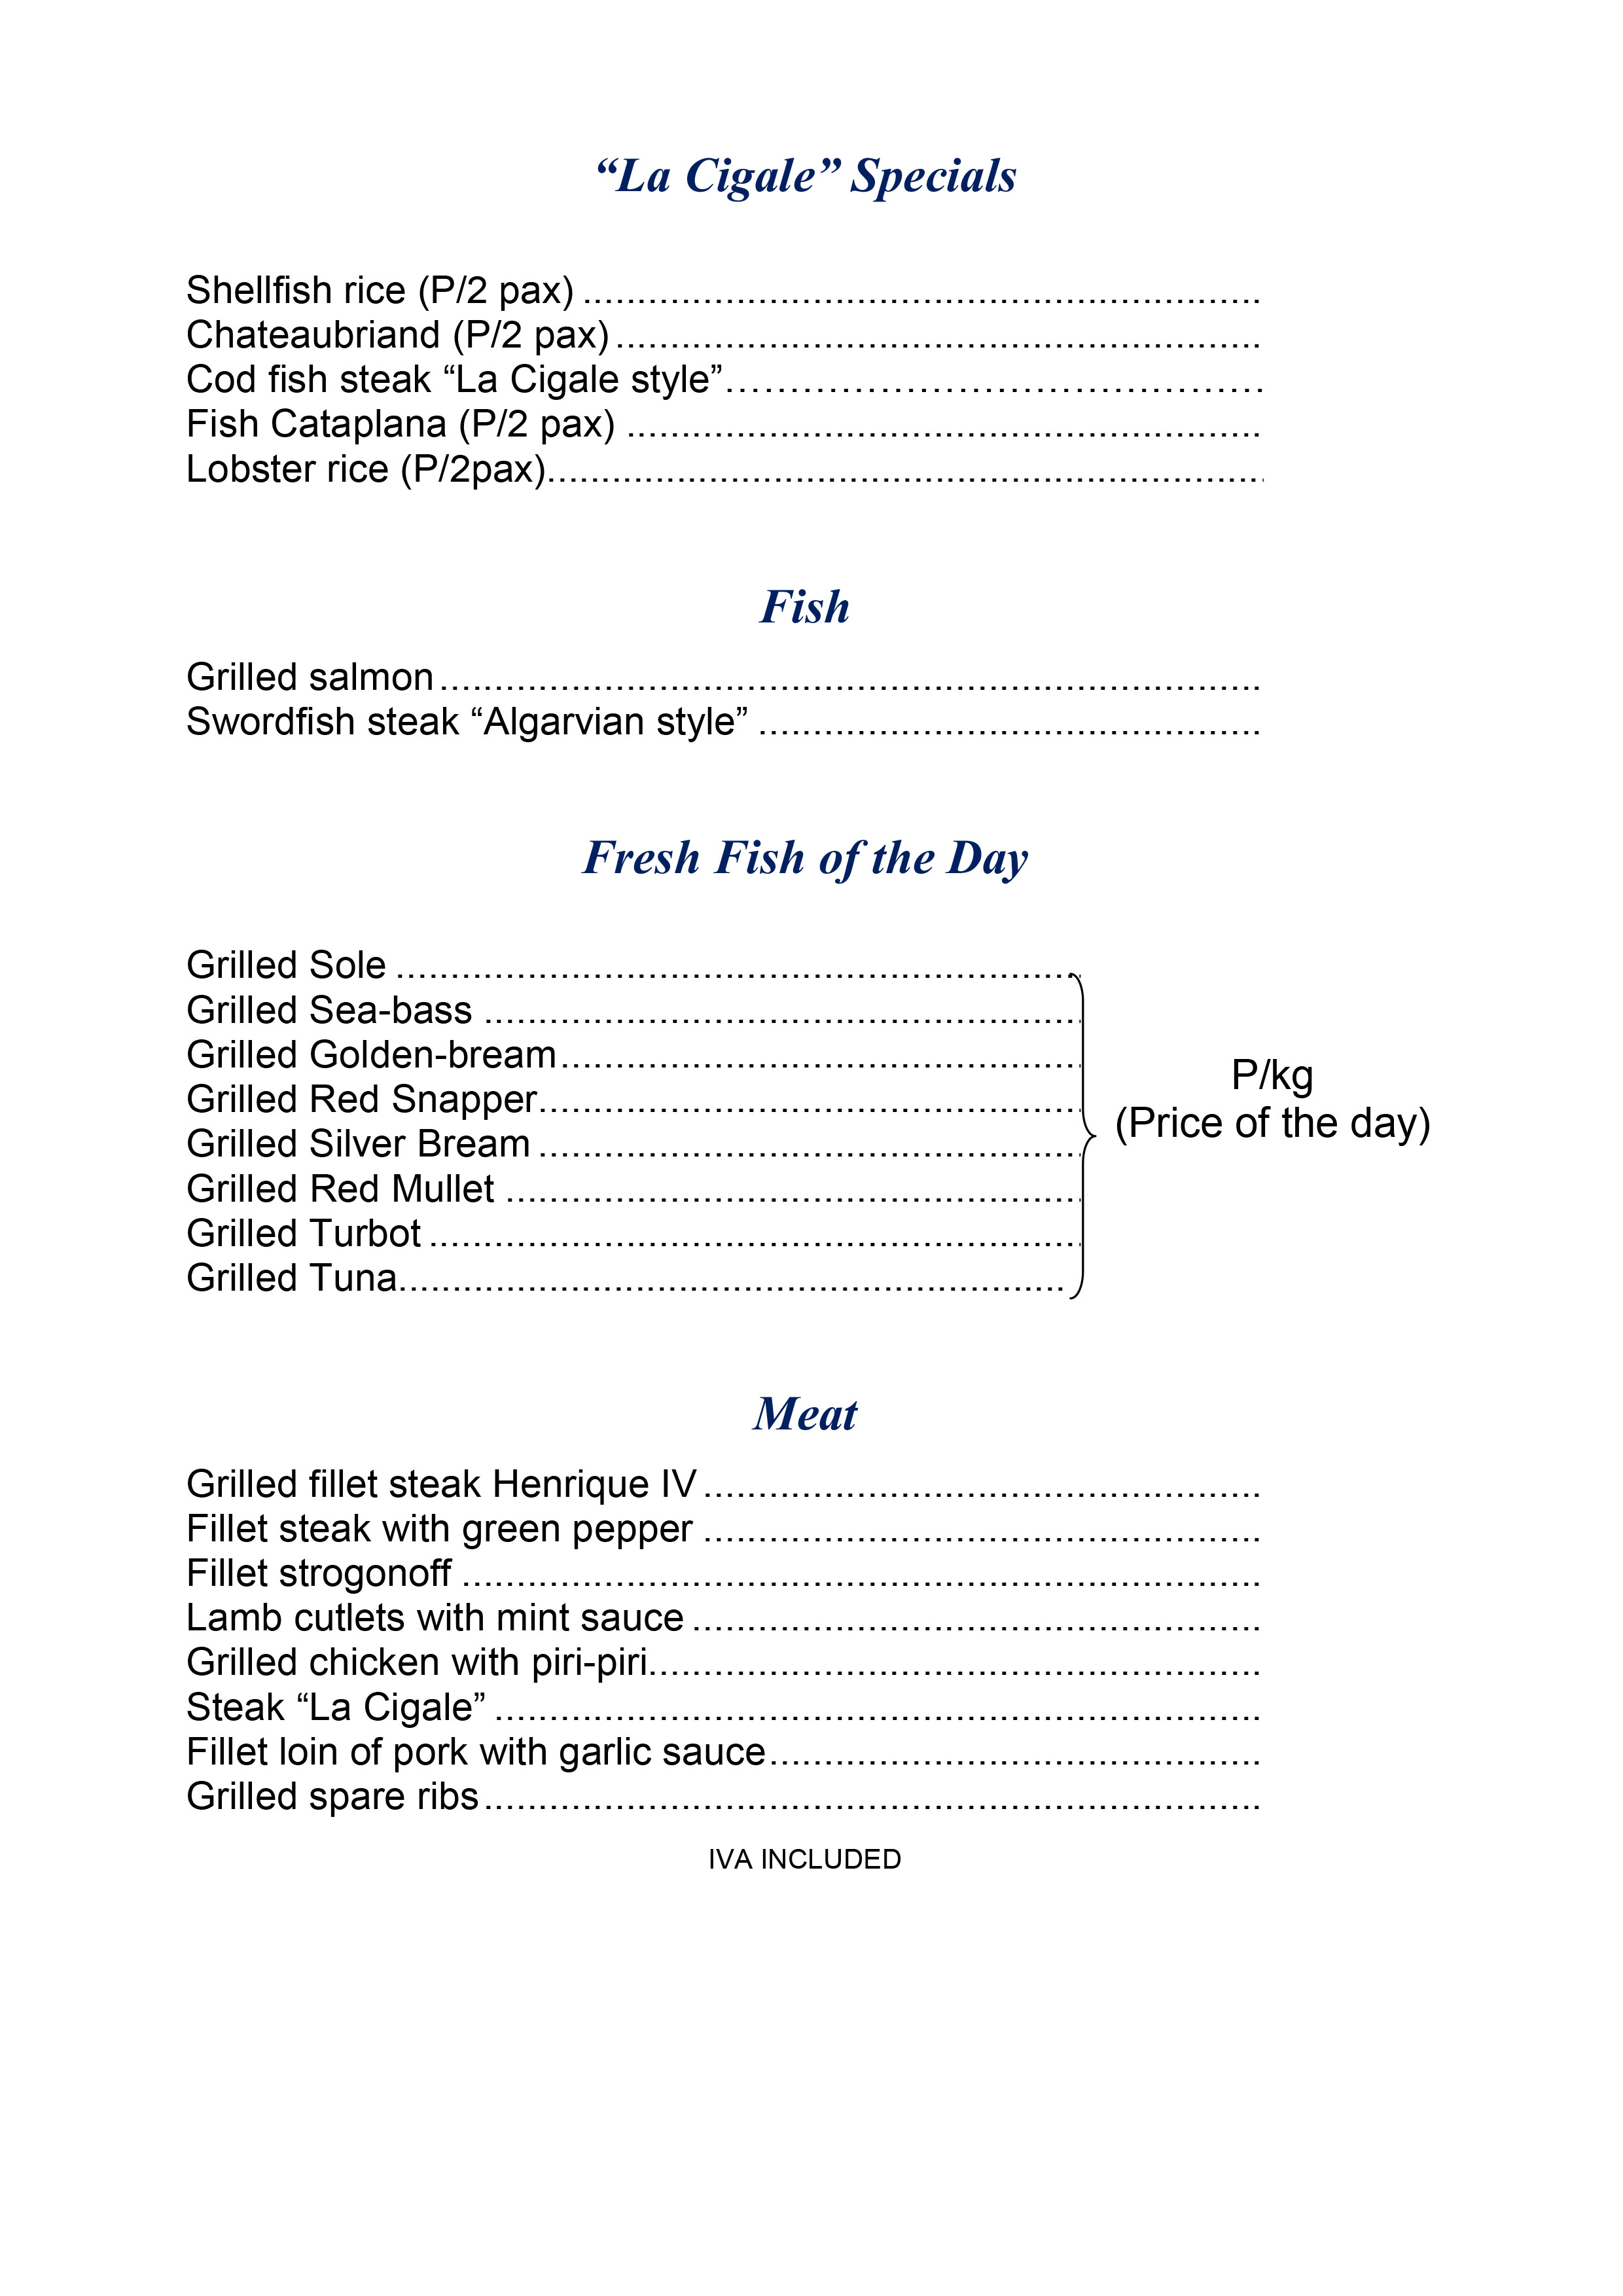 “La Cigale” Specials
Shellfish rice (P/2 pax) ..............................................................
Chateaubriand (P/2 pax) ...........................................................
Cod fish steak “La Cigale style”......................................
Fish Cataplana (P/2 pax) ..........................................................
Lobster rice (P/2pax)..................................................................
Fish
Grilled salmon ...........................................................................
Swordfish steak “Algarvian style” ..............................................
Fresh Fish of the Day
Grilled Sole ..............................................................
Grilled Sea-bass ......................................................
Grilled Golden-bream................................................
Grilled Red Snapper..................................................
P/kg
(Price of the day)
Grilled Silver Bream ..................................................
Grilled Red Mullet .....................................................
Grilled Turbot ............................................................
Grilled Tuna.......................................................
Meat
Grilled fillet steak Henrique IV ...................................................
Fillet steak with green pepper ...................................................
Fillet strogonoff .........................................................................
Lamb cutlets with mint sauce ....................................................
Grilled chicken with piri-piri........................................................
Steak “La Cigale” ......................................................................
Fillet loin of pork with garlic sauce.............................................
Grilled spare ribs .......................................................................
IVA INCLUDED